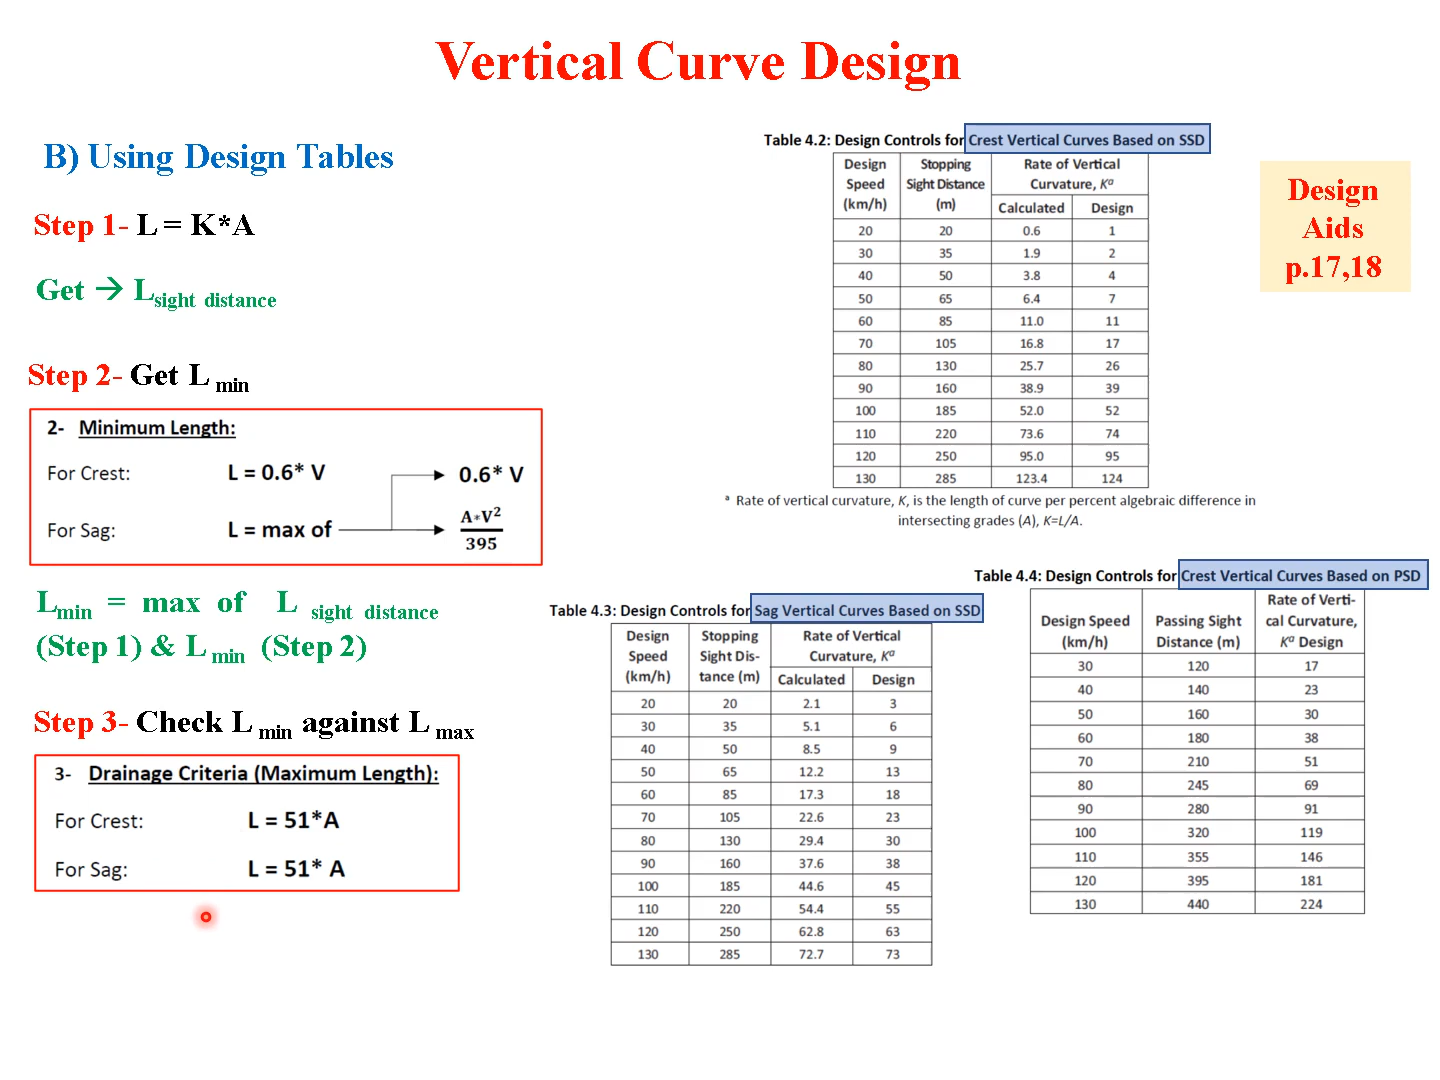 Vertical Curve Design
B) Using Design Tables
Step 1- L = K*A
Get → Lsight distance
Step 2- Get L min
2- Minimum Length:
For Crest: L = 0.6* V → 0.6* V
For Sag: L = max of → A*V²/395
Lmin = max of L sight distance
(Step 1) & L min (Step 2)
Step 3- Check L min against L max
3- Drainage Criteria (Maximum Length):
For Crest: L = 51*A
For Sag: L = 51* A
Table 4.2: Design Controls for Crest Vertical Curves Based on SSD
Design Stopping Rate of Vertical
Speed Sight Distance Curvature, Kᵃ
(km/h) (m) Calculated Design
20 20 0.6 1
30 35 1.9 2
40 50 3.8 4
50 65 6.4 7
60 85 11.0 11
70 105 16.8 17
80 130 25.7 26
90 160 38.9 39
100 185 52.0 52
110 220 73.6 74
120 250 95.0 95
130 285 123.4 124
ᵃ Rate of vertical curvature, K, is the length of curve per percent algebraic difference in
intersecting grades (A), K=L/A.
Design
Aids
p.17,18
Table 4.3: Design Controls for Sag Vertical Curves Based on SSD
Design Stopping Rate of Vertical
Speed Sight Dis- Curvature, Kᵃ
(km/h) tance (m) Calculated Design
20 20 2.1 3
30 35 5.1 6
40 50 8.5 9
50 65 12.2 13
60 85 17.3 18
70 105 22.6 23
80 130 29.4 30
90 160 37.6 38
100 185 44.6 45
110 220 54.4 55
120 250 62.8 63
130 285 72.7 73
Table 4.4: Design Controls for Crest Vertical Curves Based on PSD
Rate of Verti-
Design Speed Passing Sight cal Curvature,
(km/h) Distance (m) Kᵃ Design
30 120 17
40 140 23
50 160 30
60 180 38
70 210 51
80 245 69
90 280 91
100 320 119
110 355 146
120 395 181
130 440 224